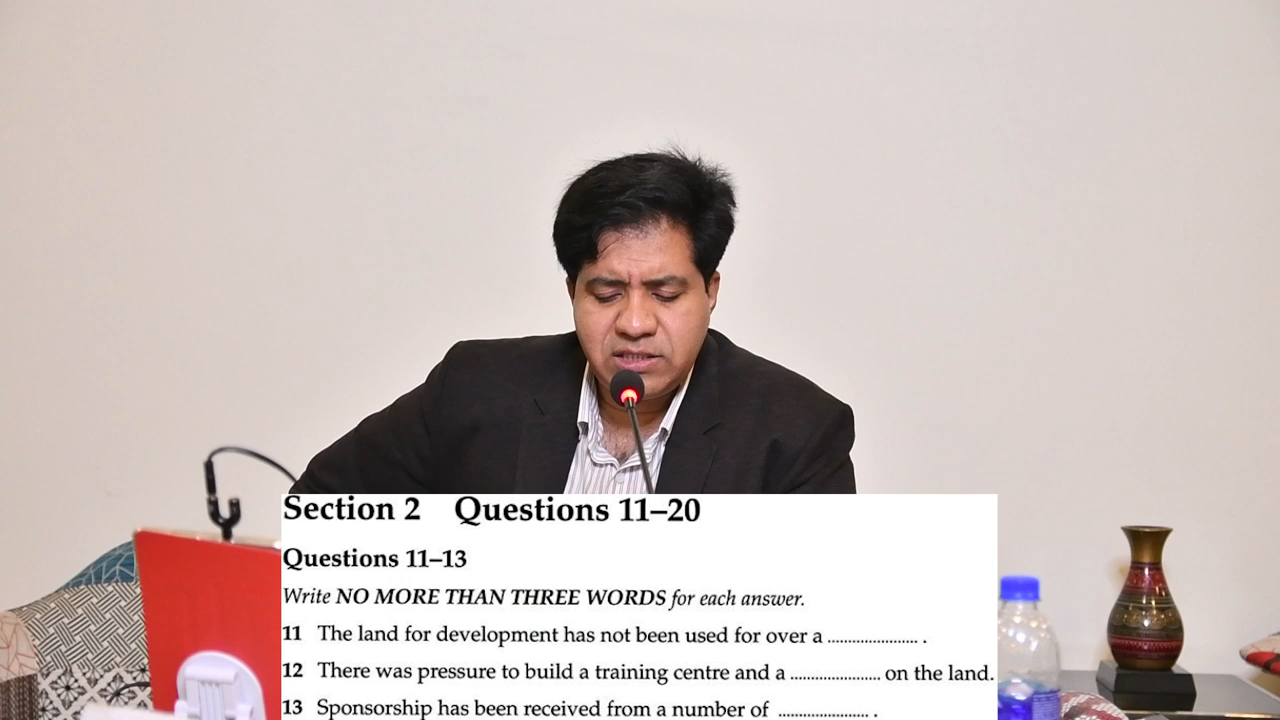 Section 2 Questions 11–20
Questions 11–13
Write NO MORE THAN THREE WORDS for each answer.
11 The land for development has not been used for over a ...................... .
12 There was pressure to build a training centre and a ...................... on the land.
13 Sponsorship has been received from a number of ...................... .